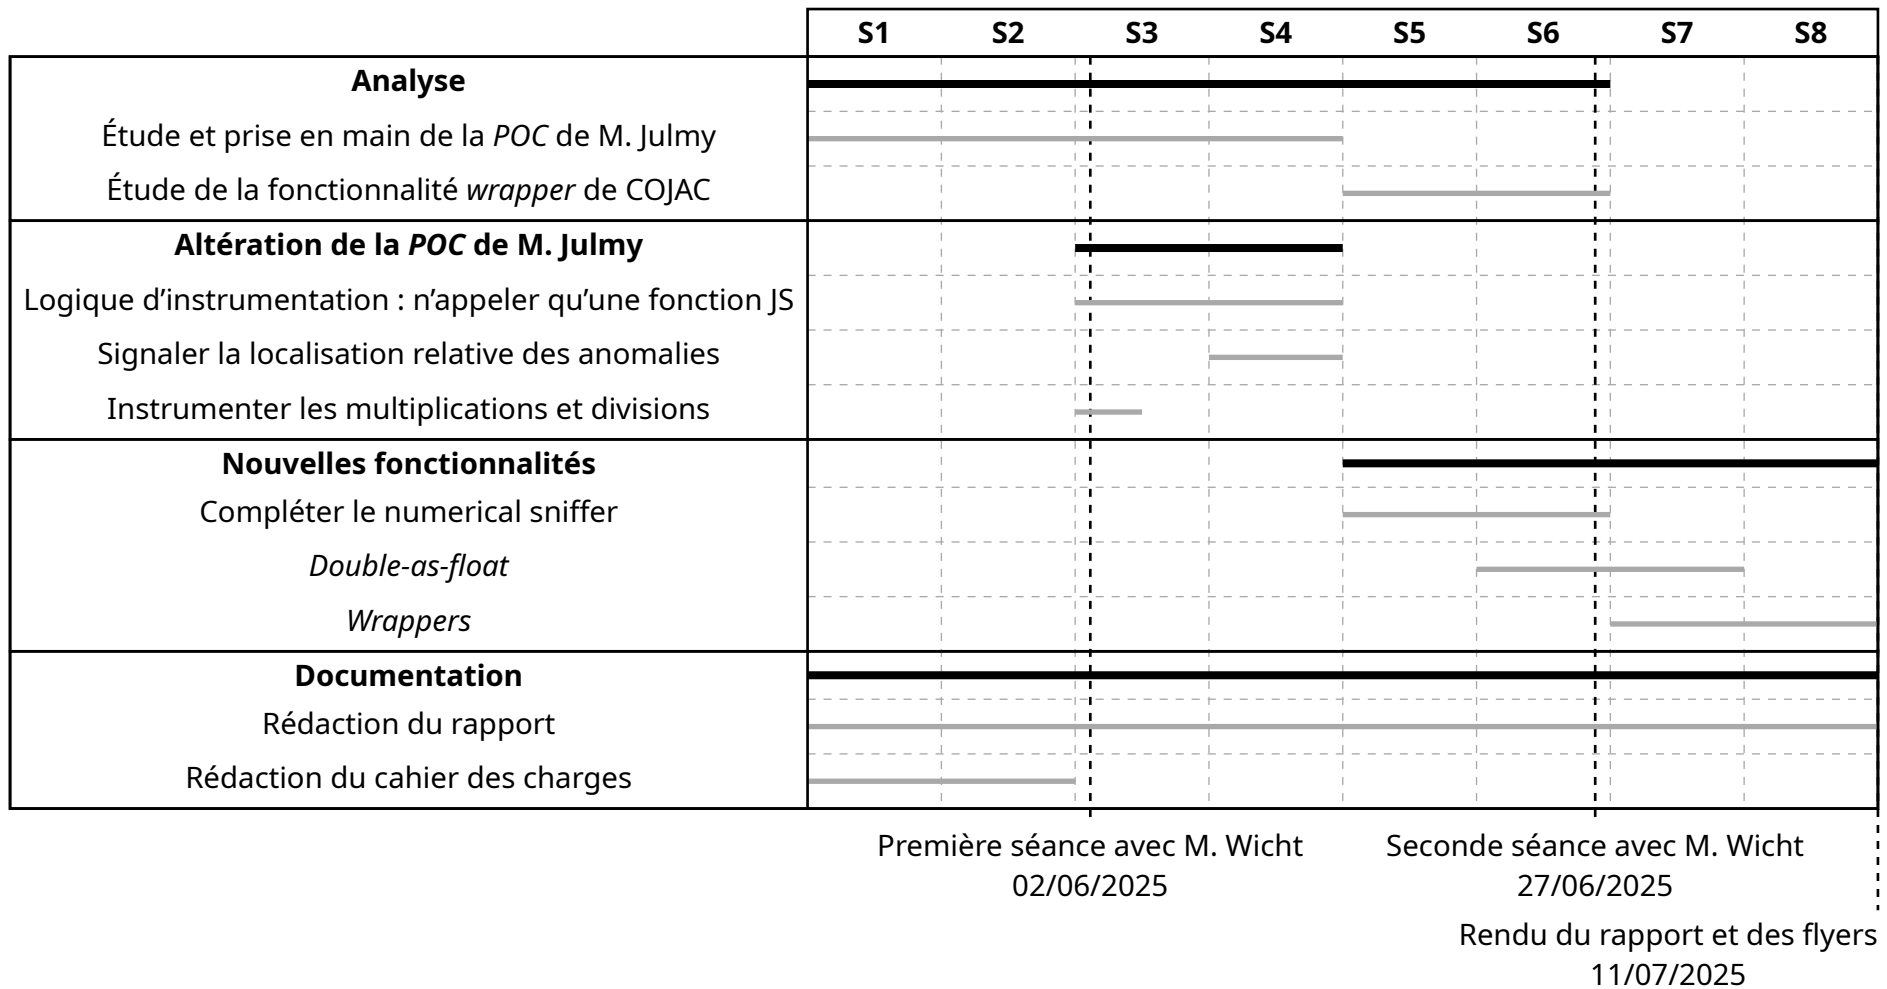 S1 S2 S3 S4 S5 S6 S7 S8
Analyse
Étude et prise en main de la POC de M. Julmy
Étude de la fonctionnalité wrapper de COJAC
Altération de la POC de M. Julmy
Logique d’instrumentation : n’appeler qu’une fonction JS
Signaler la localisation relative des anomalies
Instrumenter les multiplications et divisions
Nouvelles fonctionnalités
Compléter le numerical sniffer
Double-as-float
Wrappers
Documentation
Rédaction du rapport
Rédaction du cahier des charges
Première séance avec M. Wicht
02/06/2025
Seconde séance avec M. Wicht
27/06/2025
Rendu du rapport et des flyers
11/07/2025